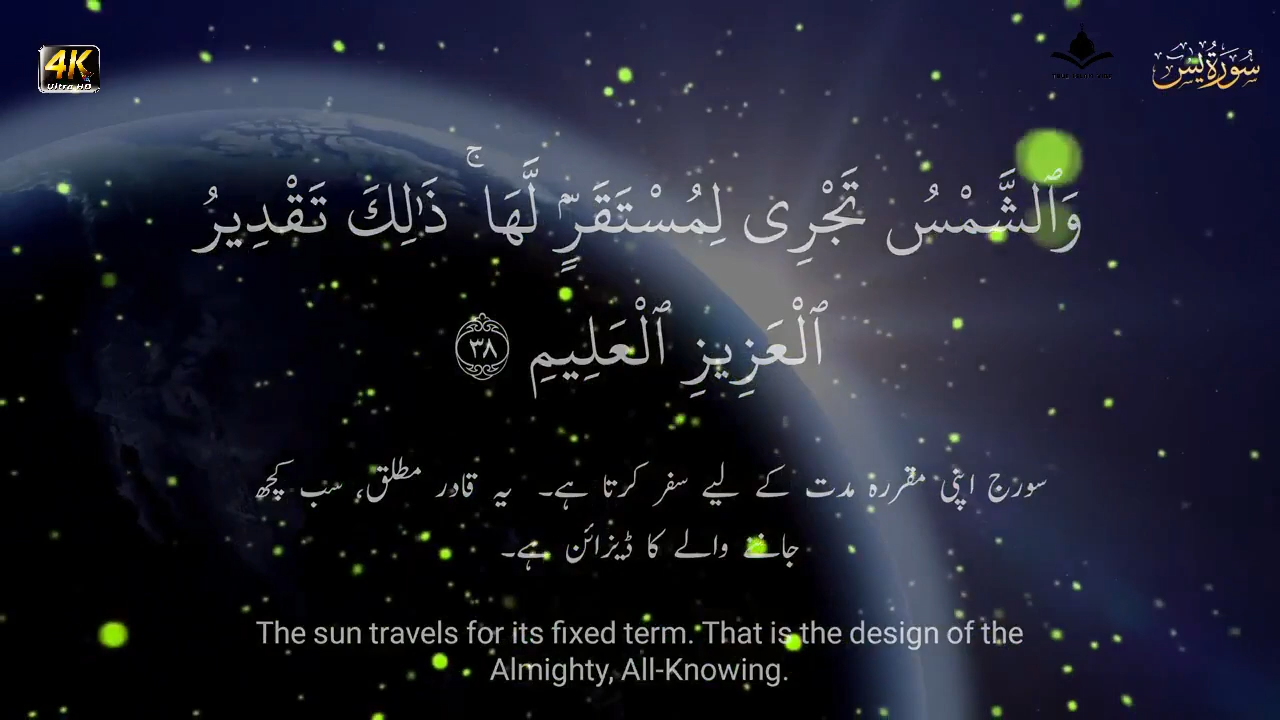 4K
Ultra HD
سورة يس
وَٱلشَّمْسُ تَجْرِى لِمُسْتَقَرٍّۢ لَّهَا ۚ ذَٰلِكَ تَقْدِيرُ
ٱلْعَزِيزِ ٱلْعَلِيمِ ٣٨
سورج اپنی مقررہ مدت کے لیے سفر کرتا ہے۔ یہ قادر مطلق، سب کچھ
جاننے والے کا ڈیزائن ہے۔
The sun travels for its fixed term. That is the design of the
Almighty, All-Knowing.